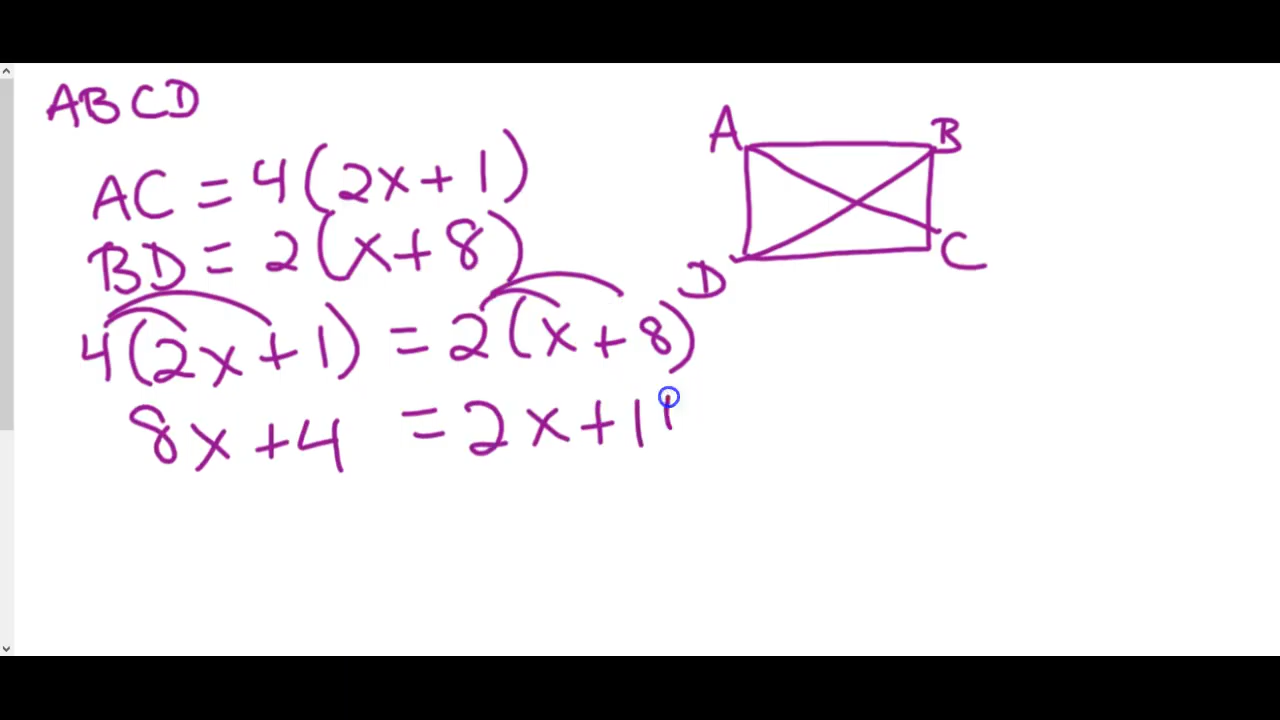 ABCD
AC = 4(2x+1)
BD = 2(x+8)
4(2x+1) = 2(x+8)
8x+4 = 2x+1
A
B
C
D